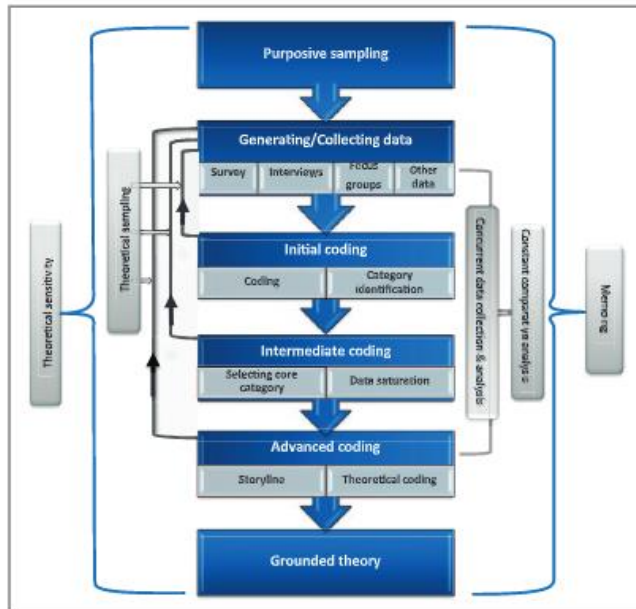 Purposive sampling
Generating/Collecting data
Survey
Interviews
Focus
groups
Other
data
Initial coding
Coding
Category
identification
Intermediate coding
Selecting core
category
Data saturation
Advanced coding
Storyline
Theoretical coding
Grounded theory
Theoretical sensitivity
Theoretical sampling
Concurrent data collection & analysis
Constant comparative analysis
Memoing